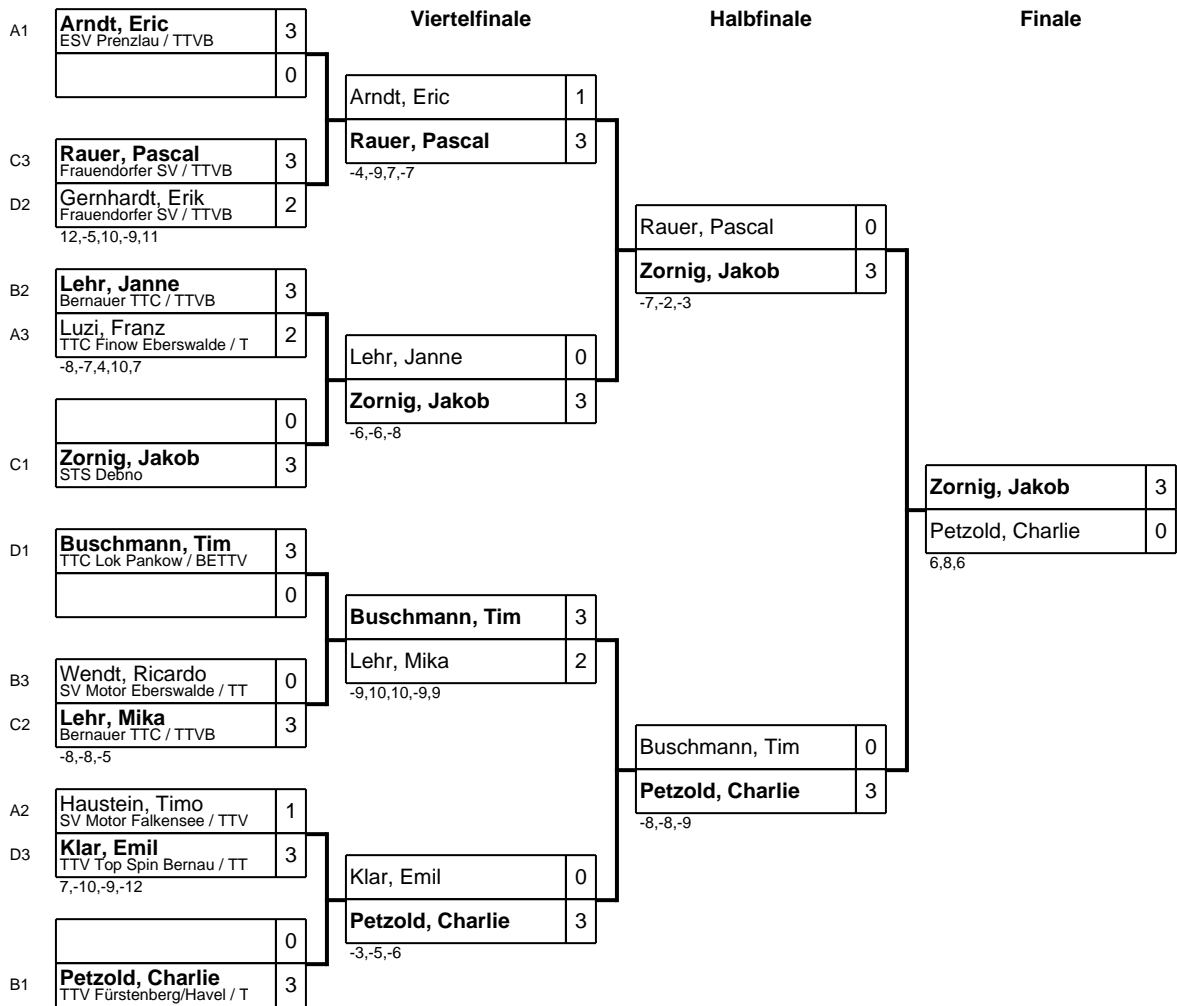 Viertelfinale
Halbfinale
Finale
A1
Arndt, Eric
3
ESV Prenzlau / TTVB
0
C3
Rauer, Pascal
3
Frauendorfer SV / TTVB
D2
Gernhardt, Erik
2
Frauendorfer SV / TTVB
12,-5,10,-9,11
B2
Lehr, Janne
3
Bernauer TTC / TTVB
A3
Luzi, Franz
2
TTC Finow Eberswalde / T
-8,-7,4,10,7
0
C1
Zornig, Jakob
3
STS Debno
D1
Buschmann, Tim
3
TTC Lok Pankow / BETTV
0
B3
Wendt, Ricardo
0
SV Motor Eberswalde / TT
C2
Lehr, Mika
3
Bernauer TTC / TTVB
-8,-8,-5
A2
Haustein, Timo
1
SV Motor Falkensee / TTV
D3
Klar, Emil
3
TTV Top Spin Bernau / TT
7,-10,-9,-12
0
B1
Petzold, Charlie
3
TTV Fürstenberg/Havel / T
Arndt, Eric
1
Rauer, Pascal
3
-4,-9,7,-7
Lehr, Janne
0
Zornig, Jakob
3
-6,-6,-8
Buschmann, Tim
3
Lehr, Mika
2
-9,10,10,-9,9
Klar, Emil
0
Petzold, Charlie
3
-3,-5,-6
Rauer, Pascal
0
Zornig, Jakob
3
-7,-2,-3
Buschmann, Tim
0
Petzold, Charlie
3
-8,-8,-9
Zornig, Jakob
3
Petzold, Charlie
0
6,8,6